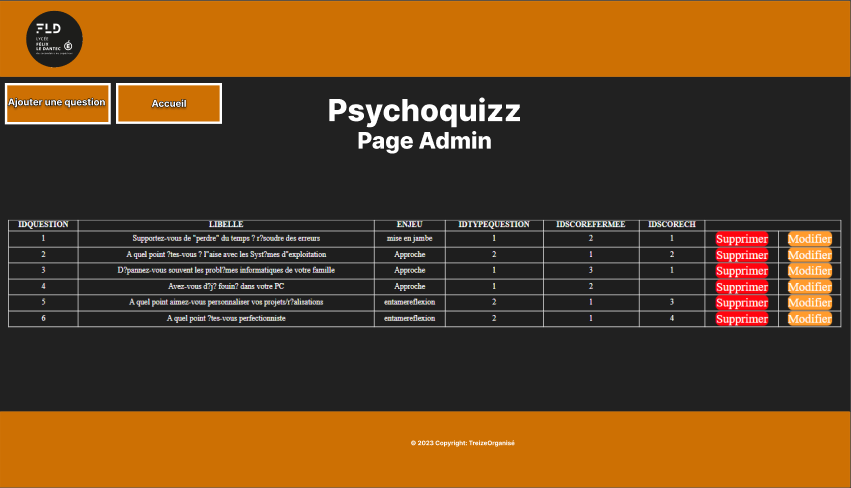 FLD
LYCÉE
FÉLIX
LE DANTEC
Ajouter une question
Accueil
Psychoquizz
Page Admin
IDQUESTION LIBELLE ENJEU IDTYPEQUESTION IDSCOREFERMEE IDSCORECH
1 Supportez-vous de "perdre" du temps ? r?soudre des erreurs mise en jambe 1 2 1 Supprimer Modifier
2 A quel point ?tes-vous ? l''aise avec les Syst?mes d''exploitation Approche 2 1 2 Supprimer Modifier
3 D?pannez-vous souvent les probl?mes informatiques de votre famille Approche 1 3 1 Supprimer Modifier
4 Avez-vous d?j? fouin? dans votre PC Approche 1 2 Supprimer Modifier
5 A quel point aimez-vous personnaliser vos projets/r?alisations entamereflexion 2 1 3 Supprimer Modifier
6 A quel point ?tes-vous perfectionniste entamereflexion 2 1 4 Supprimer Modifier
© 2023 Copyright: TreizeOrganisé